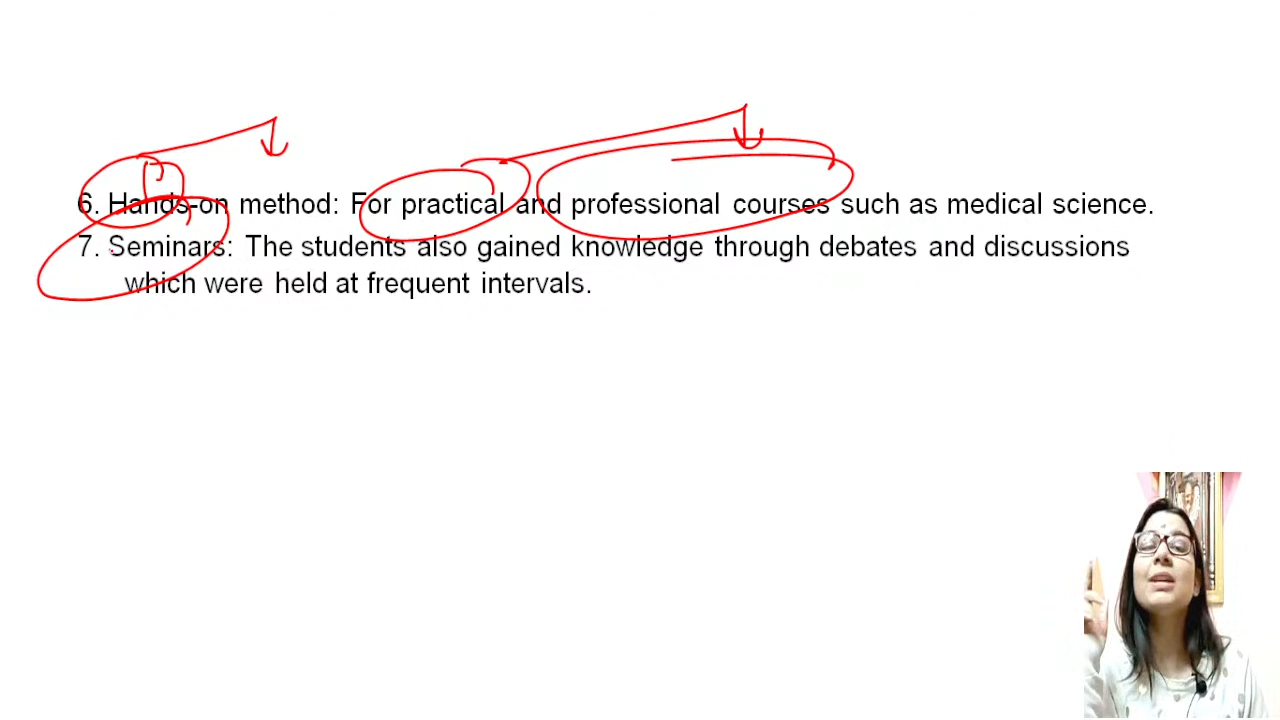 6. Hands-on method: For practical and professional courses such as medical science.
7. Seminars: The students also gained knowledge through debates and discussions
which were held at frequent intervals.